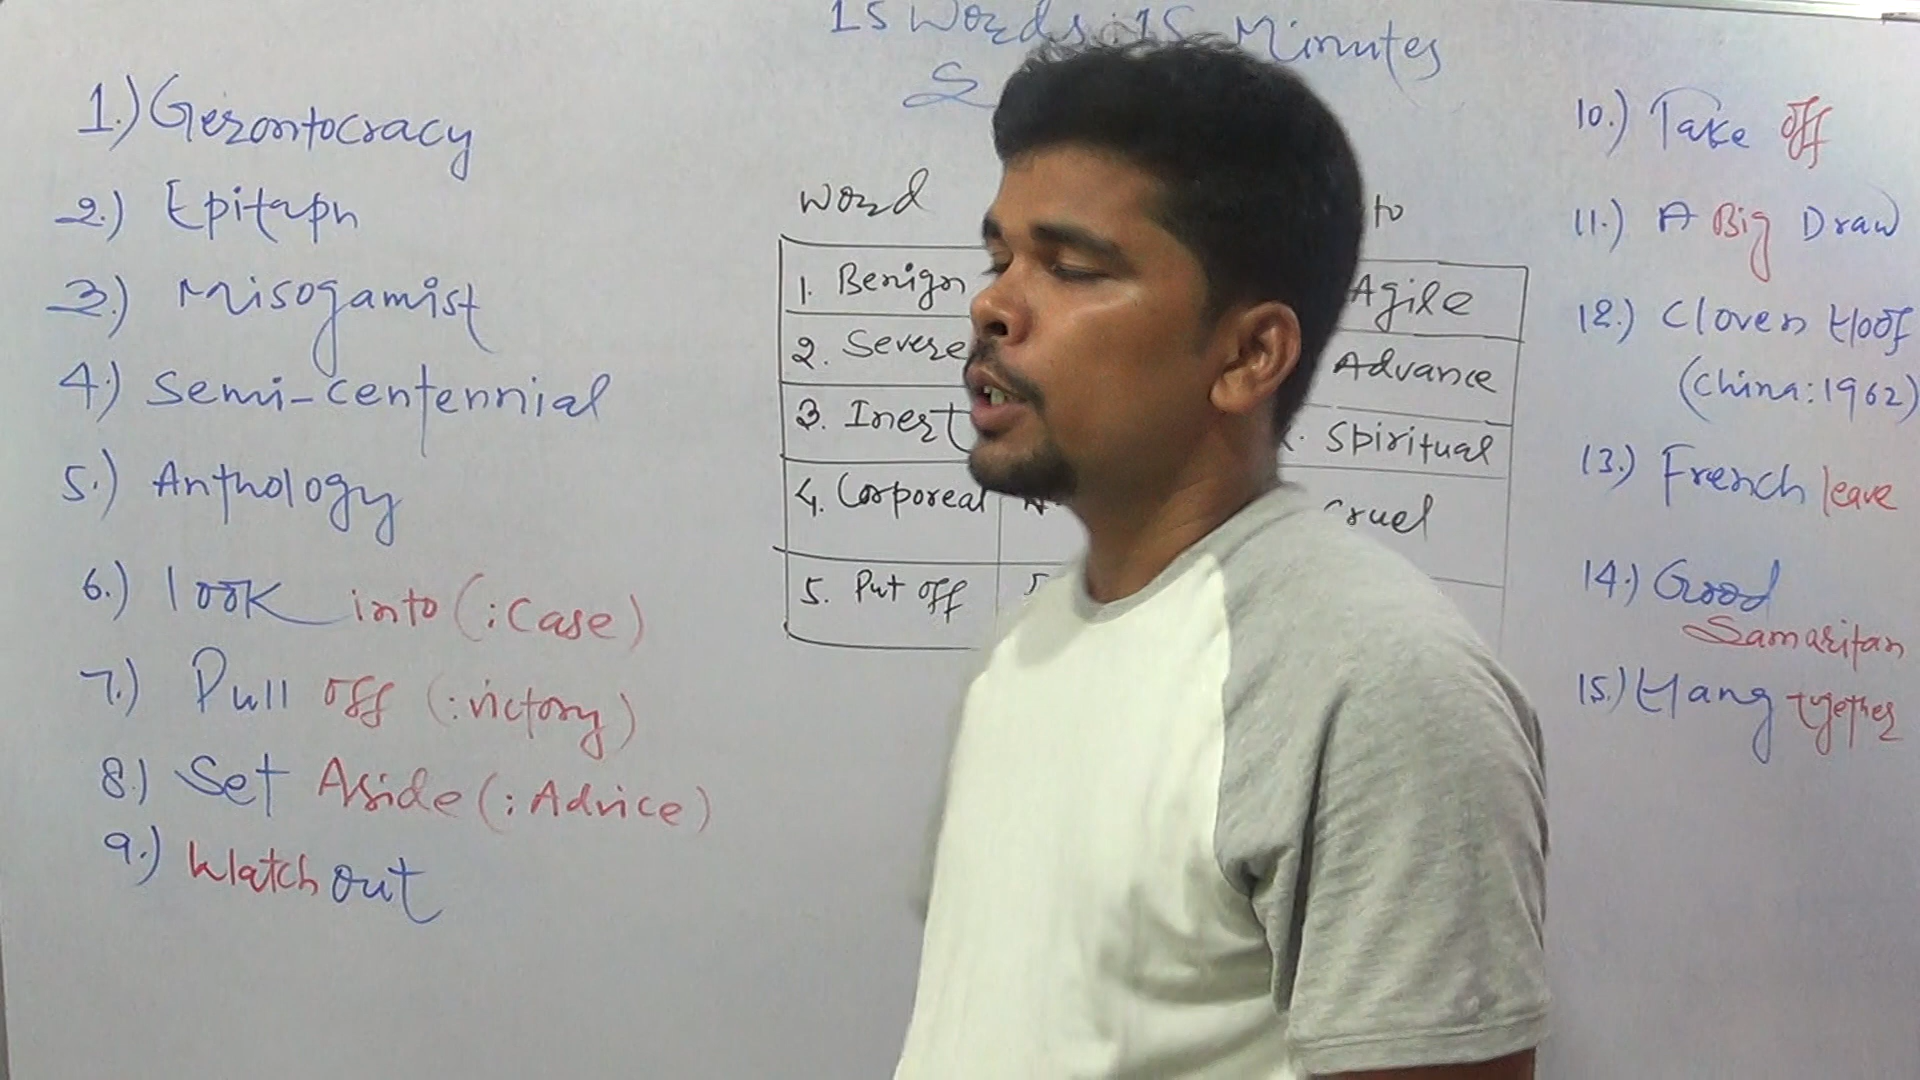 15 Words: 15 Minutes
1.) Gerontocracy
2.) Epitaph
3.) Misogamist
4.) Semi-centennial
5.) Anthology
6.) look into (: Case)
7.) Pull off (: victory)
8.) Set Aside (: Advice)
9.) Watch out
Word to
1. Benign Agile
2. Severe Advance
3. Inert Spiritual
4. Corporeal Cruel
5. Put off 5
10.) Take off
11.) A Big Draw
12.) Cloven Hoof
(China: 1962)
13.) French leave
14.) Good
Samaritan
15.) Hang together